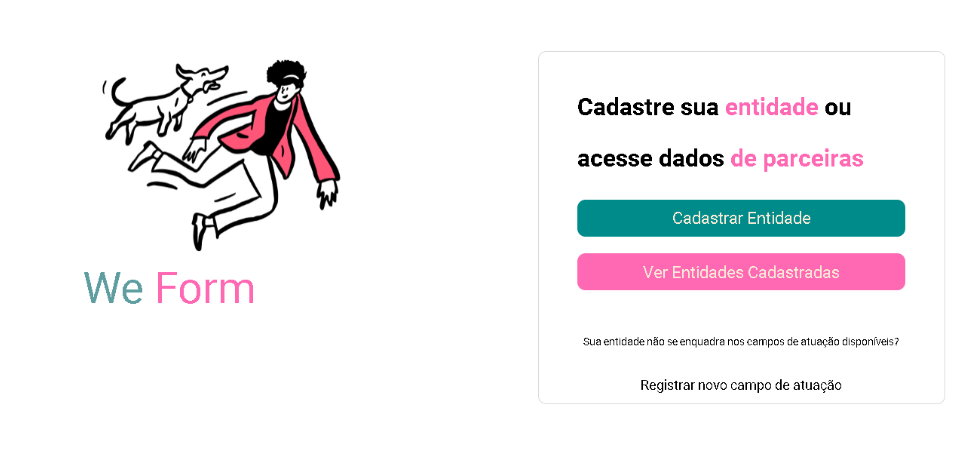 We Form
Cadastre sua entidade ou
acesse dados de parceiras
Cadastrar Entidade
Ver Entidades Cadastradas
Sua entidade não se enquadra nos campos de atuação disponíveis?
Registrar novo campo de atuação